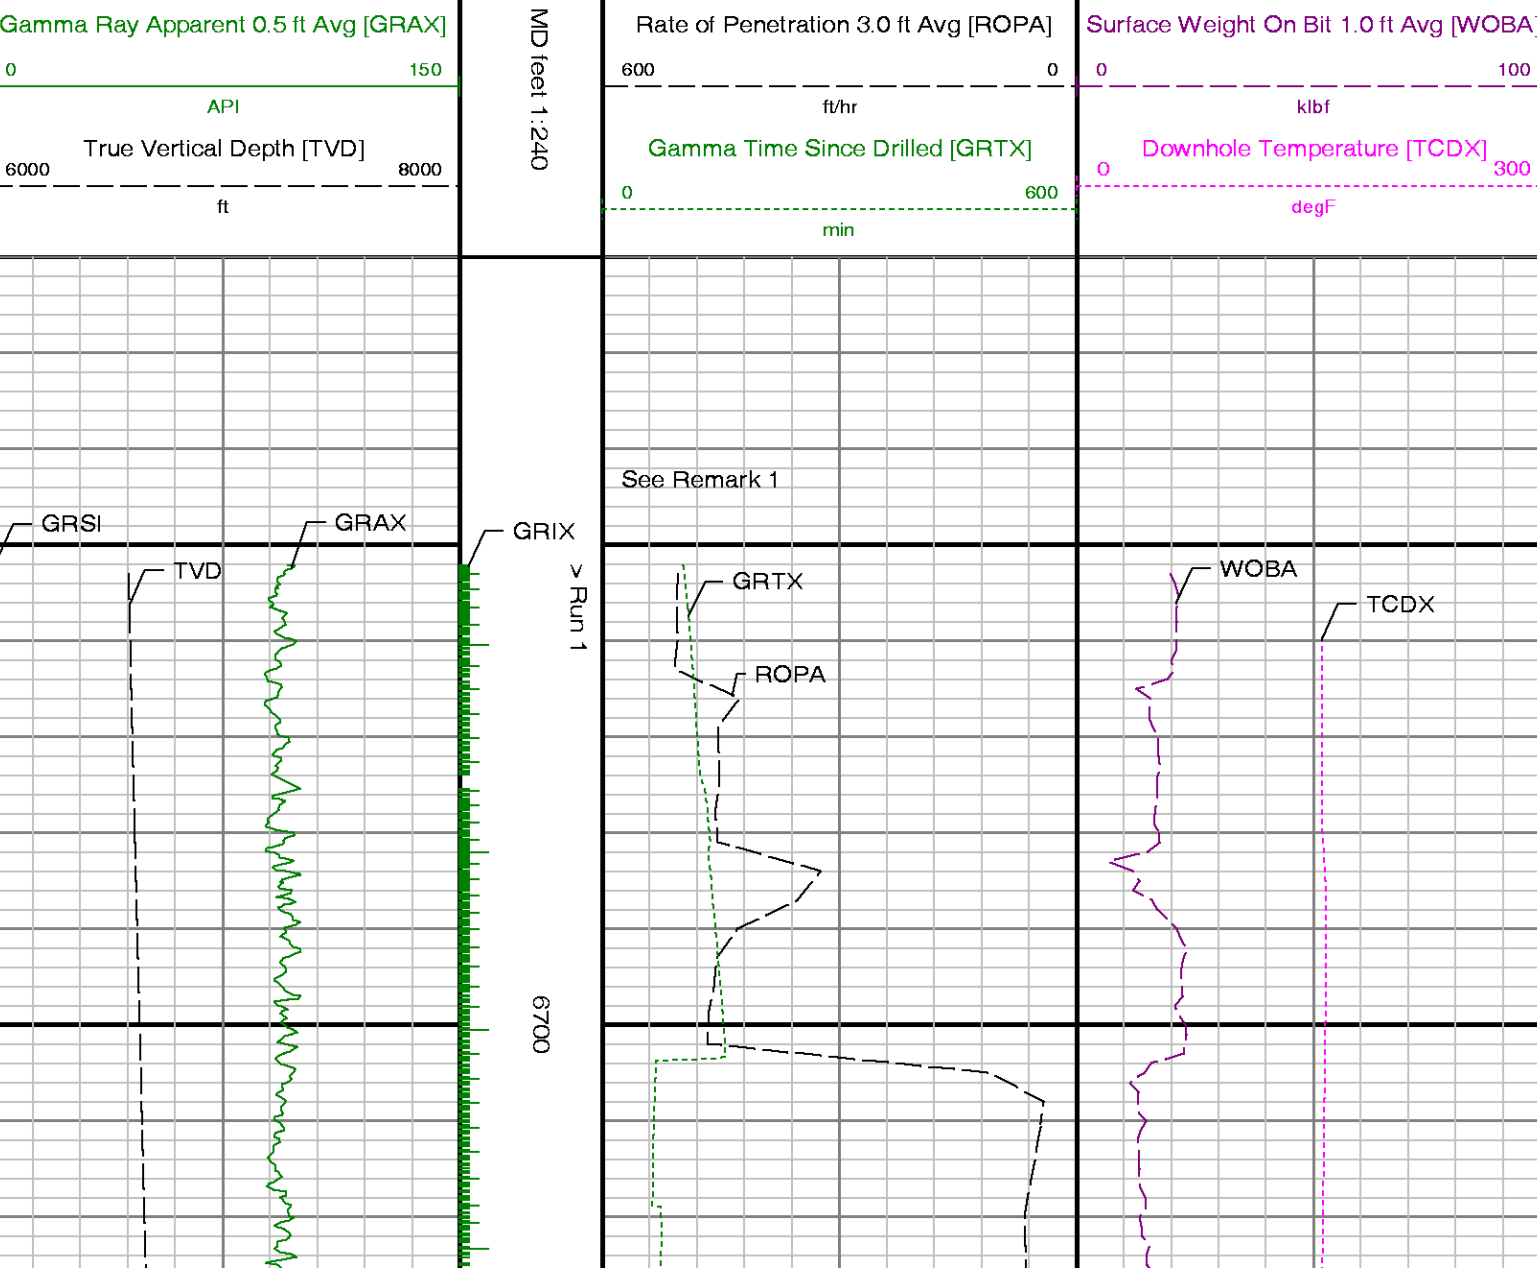 Gamma Ray Apparent 0.5 ft Avg [GRAX]
0 150
API
True Vertical Depth [TVD]
6000 8000
ft
MD feet 1:240
Rate of Penetration 3.0 ft Avg [ROPA]
600 0
ft/hr
Gamma Time Since Drilled [GRTX]
0 600
min
Surface Weight On Bit 1.0 ft Avg [WOBA]
0 100
klbf
Downhole Temperature [TCDX]
0 300
degF
See Remark 1
GRSI
GRAX
GRIX
TVD
> Run 1
GRTX
ROPA
WOBA
TCDX
6700